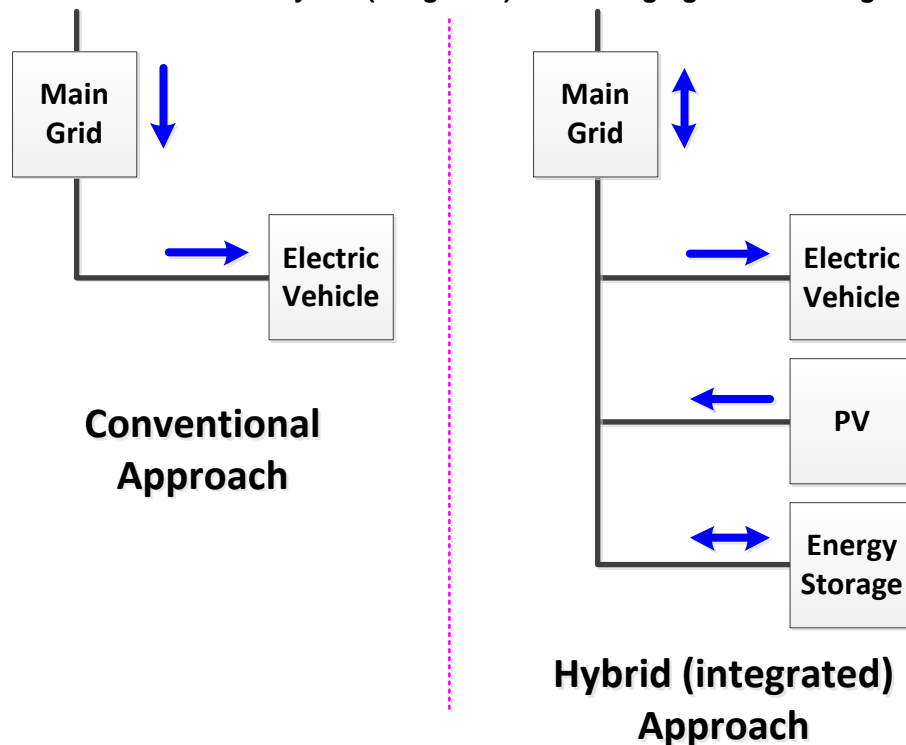 Main
Grid
Electric
Vehicle
Conventional
Approach
Main
Grid
Electric
Vehicle
PV
Energy
Storage
Hybrid (integrated)
Approach